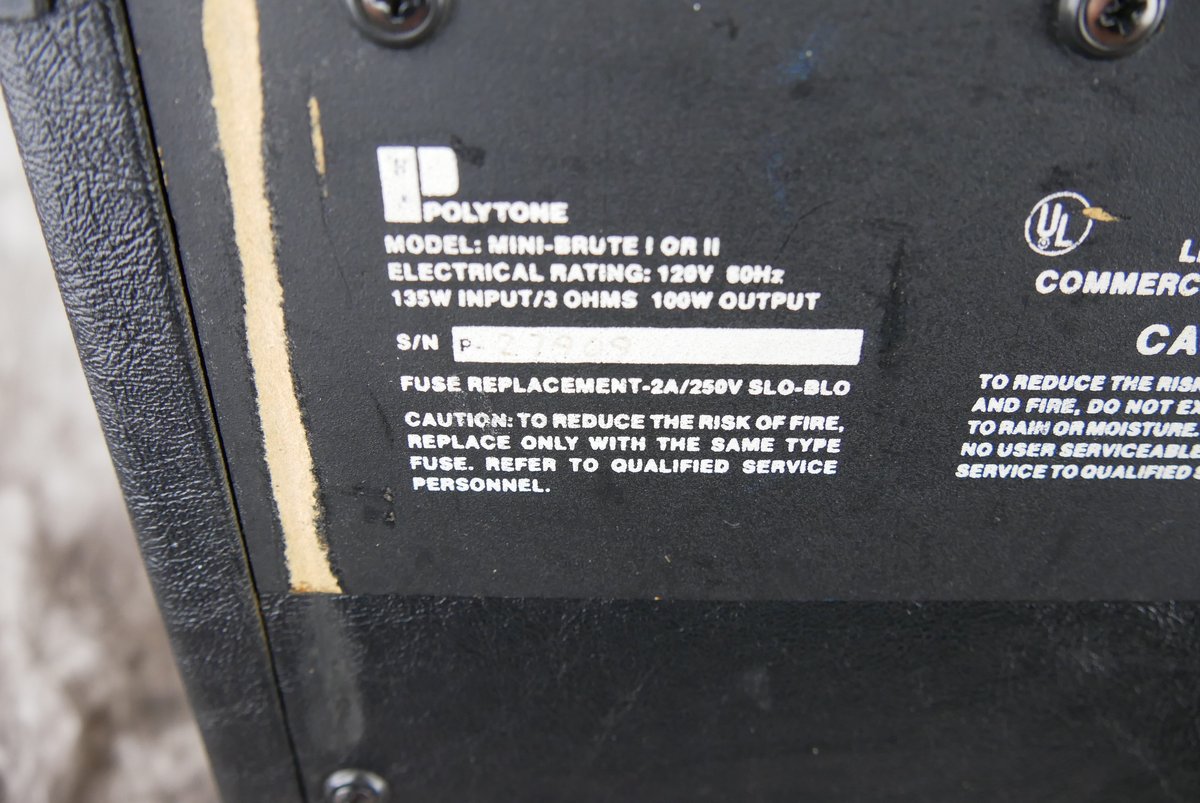 POLYTONE
MODEL: MINI-BRUTE I OR II
ELECTRICAL RATING: 120V 60Hz
135W INPUT/3 OHMS 100W OUTPUT
S/N P-
FUSE REPLACEMENT-2A/250V SLO-BLO
CAUTION: TO REDUCE THE RISK OF FIRE,
REPLACE ONLY WITH THE SAME TYPE
FUSE. REFER TO QUALIFIED SERVICE
PERSONNEL.
UL
LI
COMMERC
CA
TO REDUCE THE RISK
AND FIRE, DO NOT EX
TO RAIN OR MOISTURE.
NO USER SERVICEABLE
SERVICE TO QUALIFIED